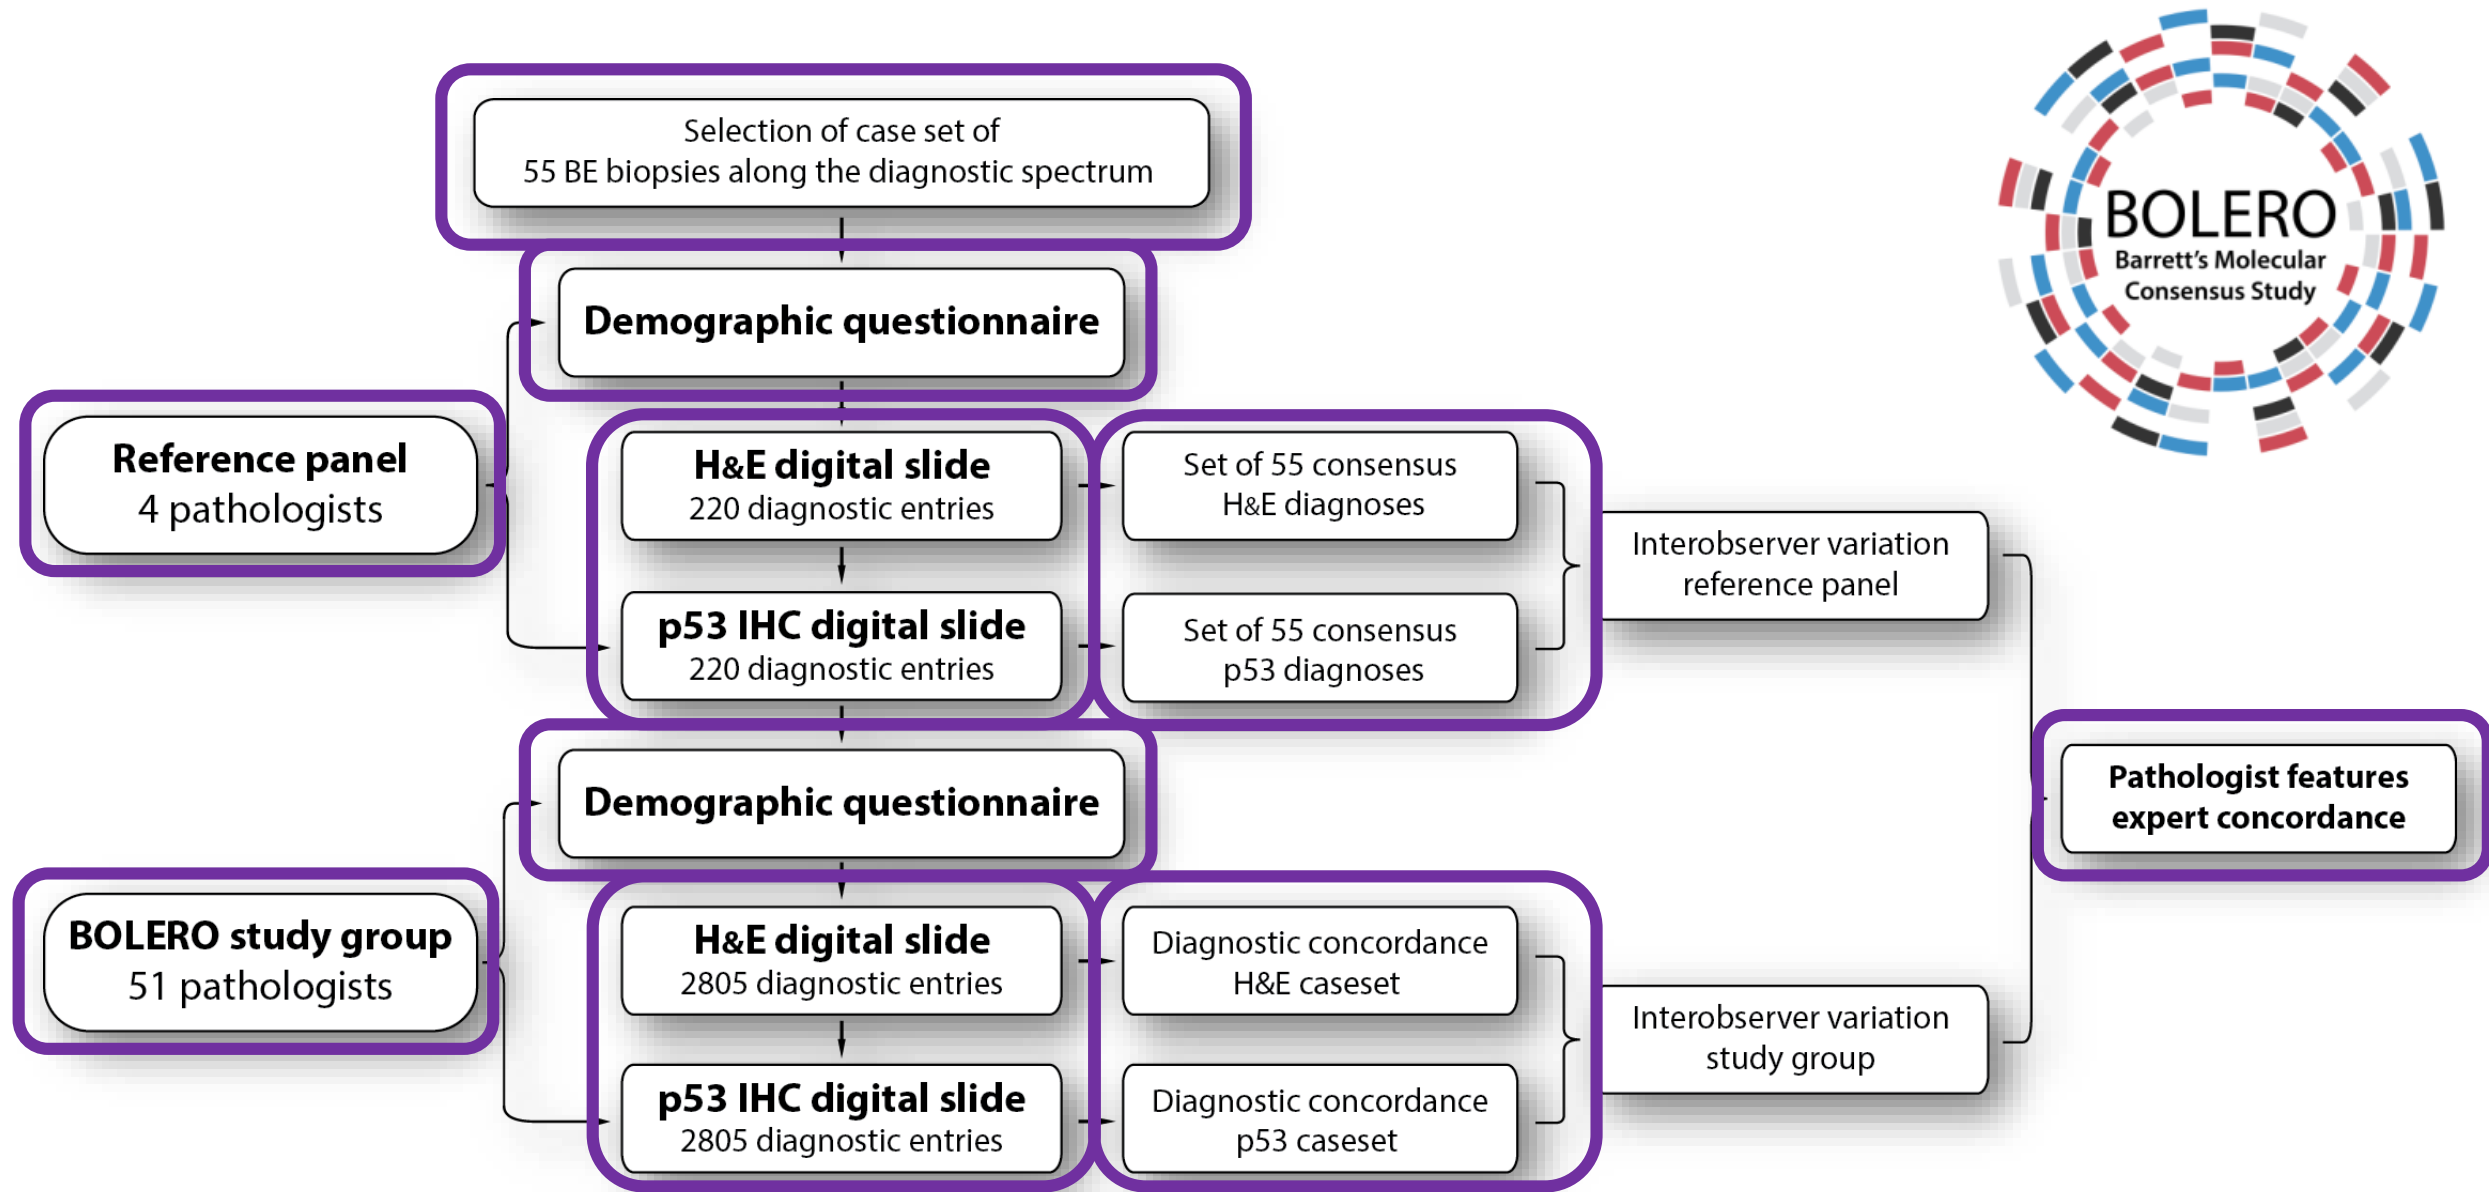 Selection of case set of
55 BE biopsies along the diagnostic spectrum
BOLERO
Barrett's Molecular
Consensus Study
Demographic questionnaire
Reference panel
4 pathologists
H&E digital slide
220 diagnostic entries
Set of 55 consensus
H&E diagnoses
p53 IHC digital slide
220 diagnostic entries
Set of 55 consensus
p53 diagnoses
Interobserver variation
reference panel
Demographic questionnaire
Pathologist features
expert concordance
BOLERO study group
51 pathologists
H&E digital slide
2805 diagnostic entries
Diagnostic concordance
H&E caseset
p53 IHC digital slide
2805 diagnostic entries
Diagnostic concordance
p53 caseset
Interobserver variation
study group